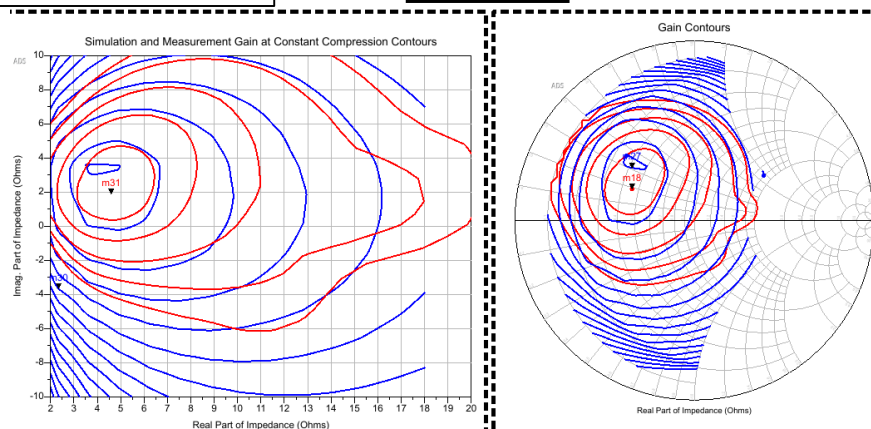 Simulation and Measurement Gain at Constant Compression Contours
ADS
Imag. Part of Impedance (Ohms)
10
8
6
4
2
0
-2
-4
-6
-8
-10
m31
m30
2 3 4 5 6 7 8 9 10 11 12 13 14 15 16 17 18 19 20
Real Part of Impedance (Ohms)
Gain Contours
ADS
m18
Real Part of Impedance (Ohms)